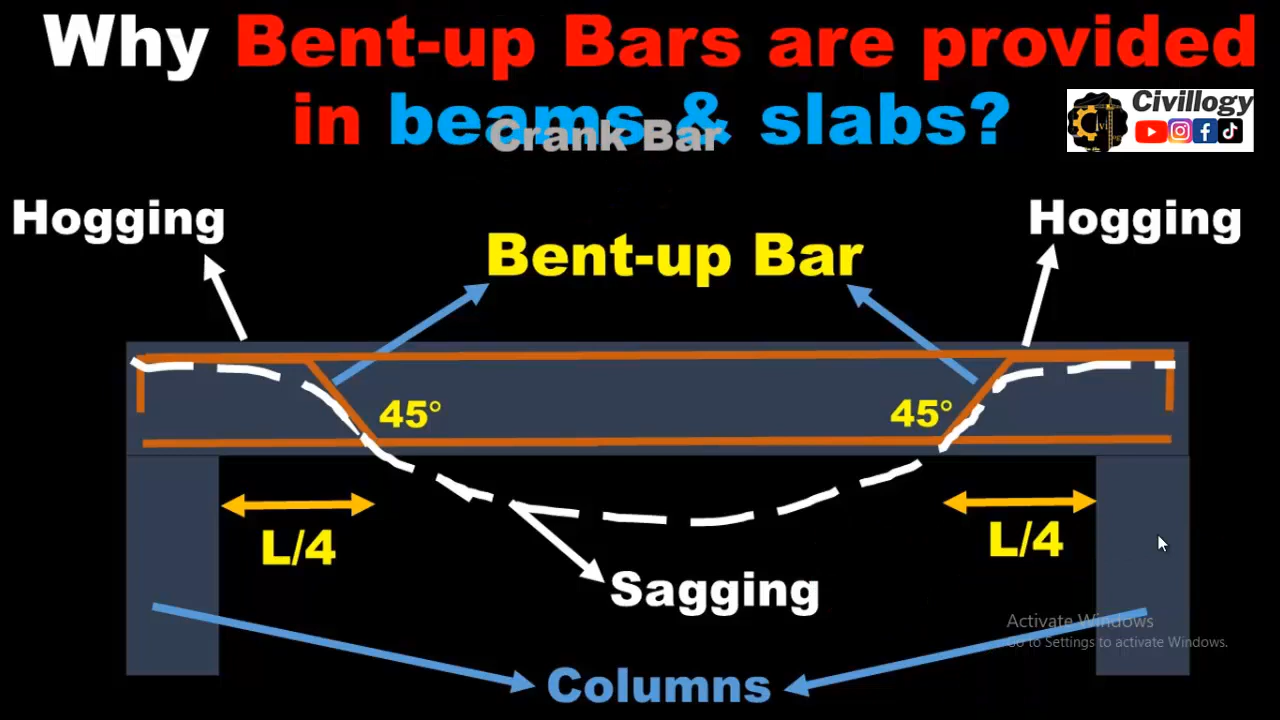 Why Bent-up Bars are provided
in beams & slabs?
Crank Bar
Civillogy
Hogging
Hogging
Bent-up Bar
45°
45°
L/4
L/4
Sagging
Activate Windows
Go to Settings to activate Windows.
Columns